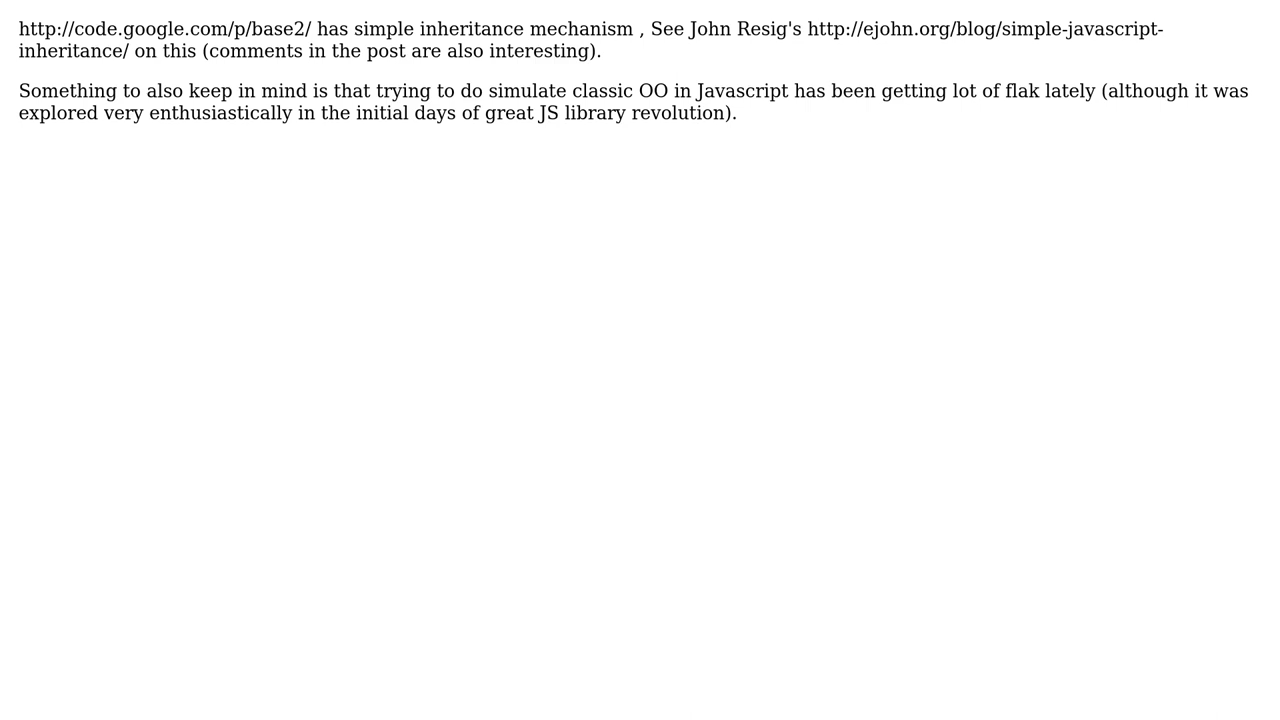 http://code.google.com/p/base2/ has simple inheritance mechanism , See John Resig's http://ejohn.org/blog/simple-javascript-
inheritance/ on this (comments in the post are also interesting).
Something to also keep in mind is that trying to do simulate classic OO in Javascript has been getting lot of flak lately (although it was
explored very enthusiastically in the initial days of great JS library revolution).